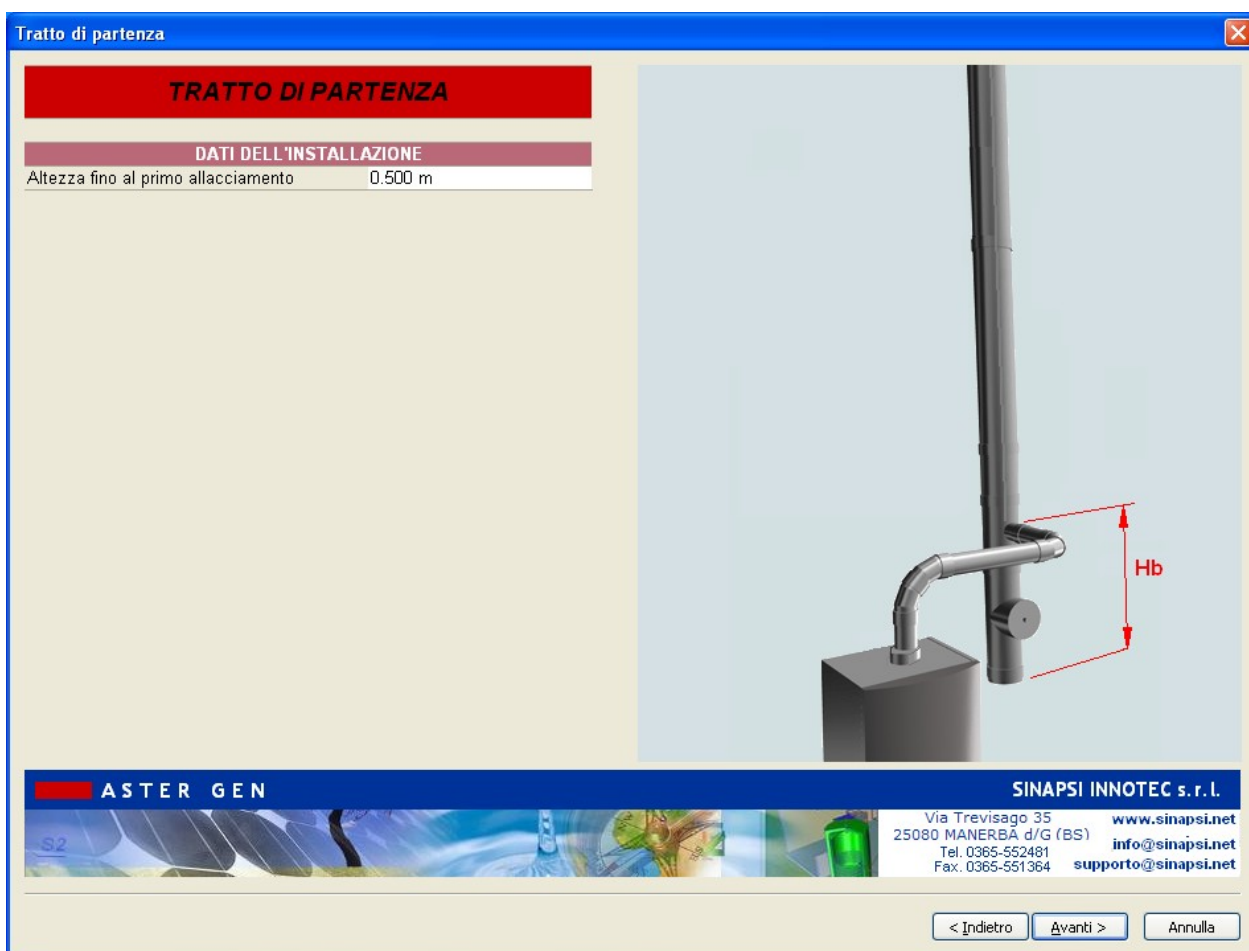 Tratto di partenza
TRATTO DI PARTENZA
DATI DELL'INSTALLAZIONE
Altezza fino al primo allacciamento 0.500 m
Hb
ASTER GEN
SINAPSI INNOTEC s.r.l.
S2
Via Trevisago 35
25080 MANERBA d/G (BS)
Tel. 0365-552481
Fax. 0365-551364
www.sinapsi.net
info@sinapsi.net
supporto@sinapsi.net
< Indietro
Avanti >
Annulla